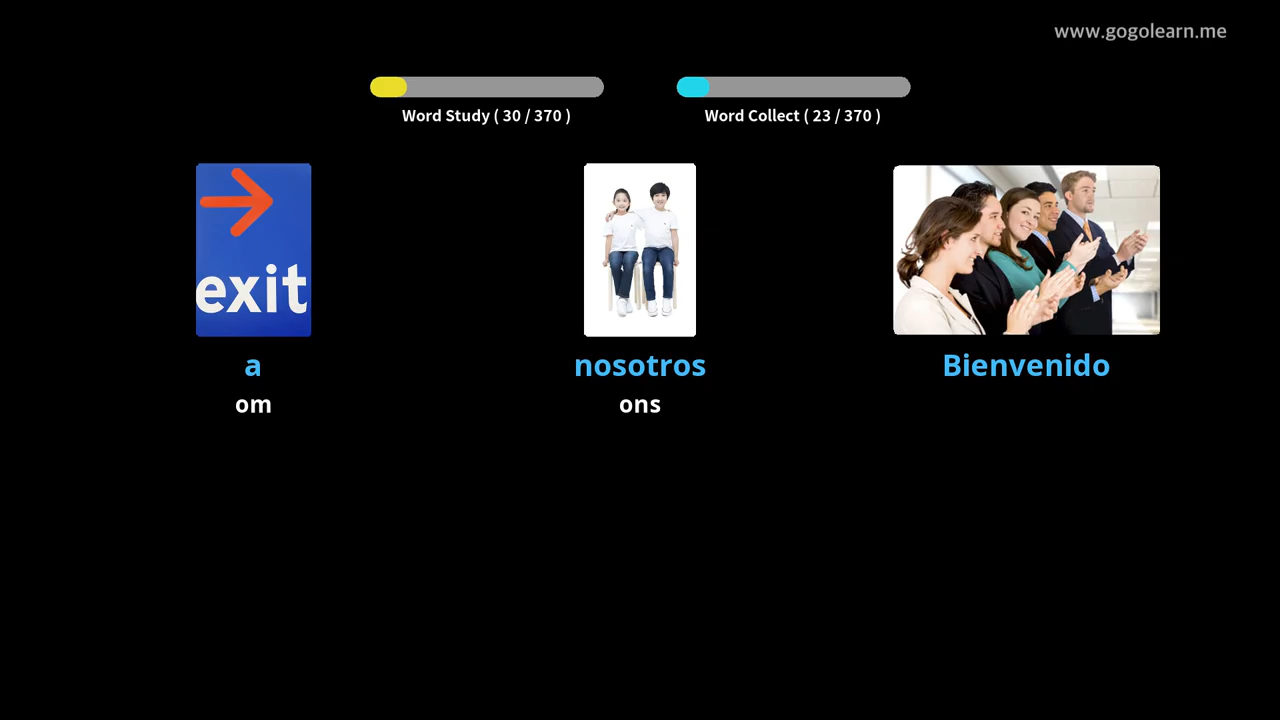 www.gogolearn.me
Word Study ( 30 / 370 )
Word Collect ( 23 / 370 )
exit
a
nosotros
Bienvenido
om
ons